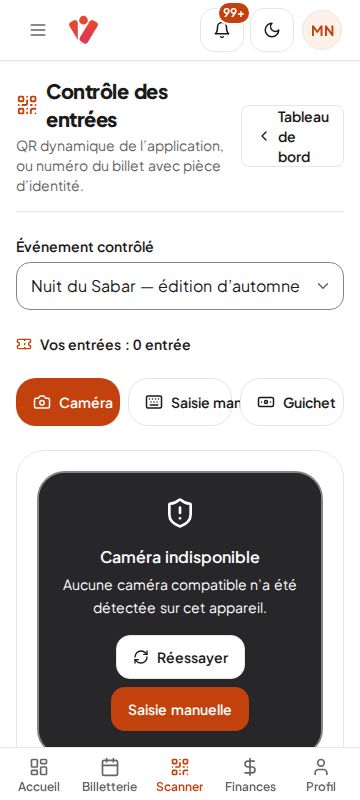 99+
MN
Contrôle des
entrées
QR dynamique de l'application,
ou numéro du billet avec pièce
d'identité.
Tableau
de
bord
Événement contrôlé
Nuit du Sabar — édition d'automne
Vos entrées : 0 entrée
Caméra
Saisie man
Guichet
Caméra indisponible
Aucune caméra compatible n'a été
détectée sur cet appareil.
Réessayer
Saisie manuelle
Accueil
Billetterie
Scanner
Finances
Profil